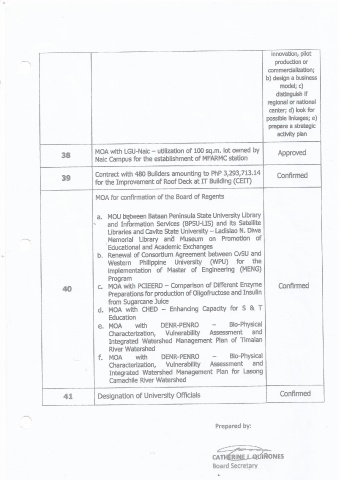 innovation, pilot
production or
commercialization;
b) design a business
model; c)
distinguish if
regional or national
center; d) look for
possible linkages; e)
prepare a strategic
activity plan
38
MOA with LGU-Naic – utilization of 100 sq.m. lot owned by
Naic Campus for the establishment of MFARMC station
Approved
39
Contract with 480 Builders amounting to PhP 3,293,713.14
for the Improvement of Roof Deck at IT Building (CEIT)
Confirmed
40
MOA for confirmation of the Board of Regents
a. MOU between Bataan Peninsula State University Library
and Information Services (BPSU-LIS) and its Satellite
Libraries and Cavite State University – Ladislao N. Diwa
Memorial Library and Museum on Promotion of
Educational and Academic Exchanges
b. Renewal of Consortium Agreement between CvSU and
Western Philippine University (WPU) for the
implementation of Master of Engineering (MENG)
Program
c. MOA with PCIEERD – Comparison of Different Enzyme
Preparations for production of Oligofructose and Insulin
from Sugarcane Juice
d. MOA with CHED – Enhancing Capacity for S & T
Education
e. MOA with DENR-PENRO – Bio-Physical
Characterization, Vulnerability Assessment and
Integrated Watershed Management Plan of Timalan
River Watershed
f. MOA with DENR-PENRO – Bio-Physical
Characterization, Vulnerability Assessment and
Integrated Watershed Management Plan for Lasong
Camachile River Watershed
Confirmed
41
Designation of University Officials
Confirmed
Prepared by:
CATHERINE J. QUIÑONES
Board Secretary